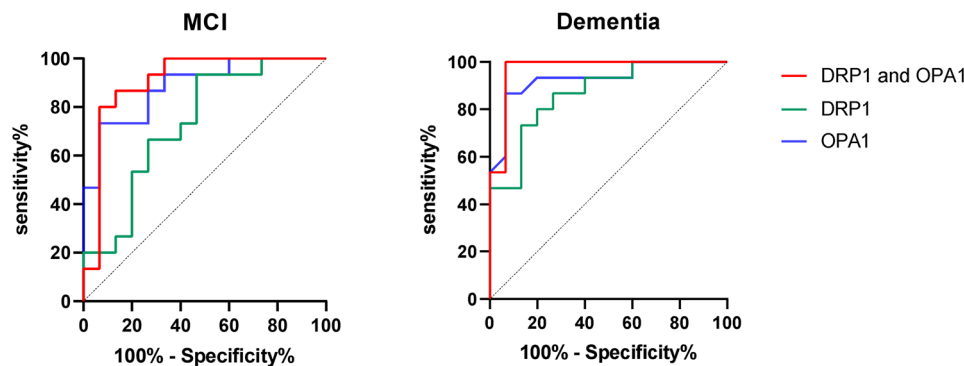 MCI
sensitivity%
100
80
60
40
20
0
0 20 40 60 80 100
100% - Specificity%
Dementia
sensitivity%
100
80
60
40
20
0
0 20 40 60 80 100
100% - Specificity%
DRP1 and OPA1
DRP1
OPA1